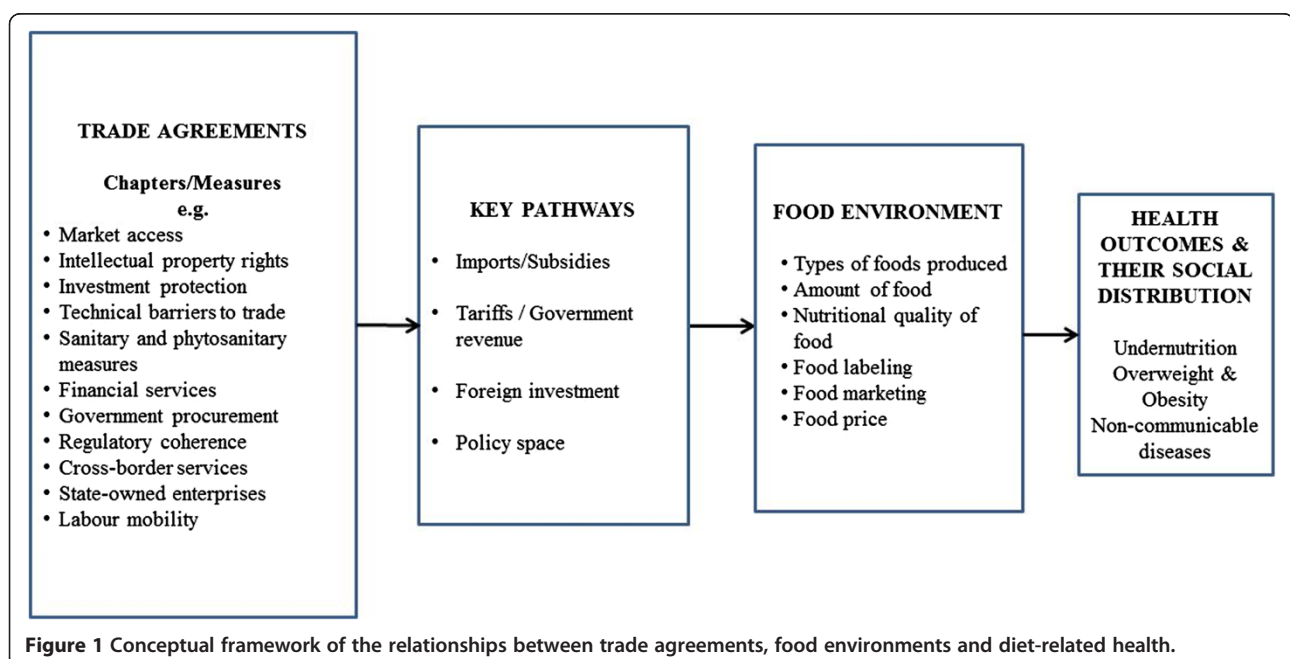 TRADE AGREEMENTS
Chapters/Measures
e.g.
• Market access
• Intellectual property rights
• Investment protection
• Technical barriers to trade
• Sanitary and phytosanitary
measures
• Financial services
• Government procurement
• Regulatory coherence
• Cross-border services
• State-owned enterprises
• Labour mobility
KEY PATHWAYS
• Imports/Subsidies
• Tariffs / Government
revenue
• Foreign investment
• Policy space
FOOD ENVIRONMENT
• Types of foods produced
• Amount of food
• Nutritional quality of
food
• Food labeling
• Food marketing
• Food price
HEALTH
OUTCOMES &
THEIR SOCIAL
DISTRIBUTION
Undernutrition
Overweight &
Obesity
Non-communicable
diseases
Figure 1 Conceptual framework of the relationships between trade agreements, food environments and diet-related health.